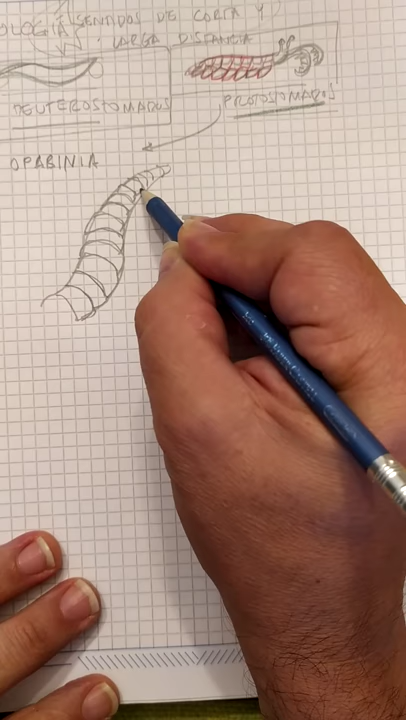 SENTIDOS DE CORTA Y
LARGA DISTANCIA
DEUTEROSTOMADOS
PROTOSTOMADOS
OPABINIA